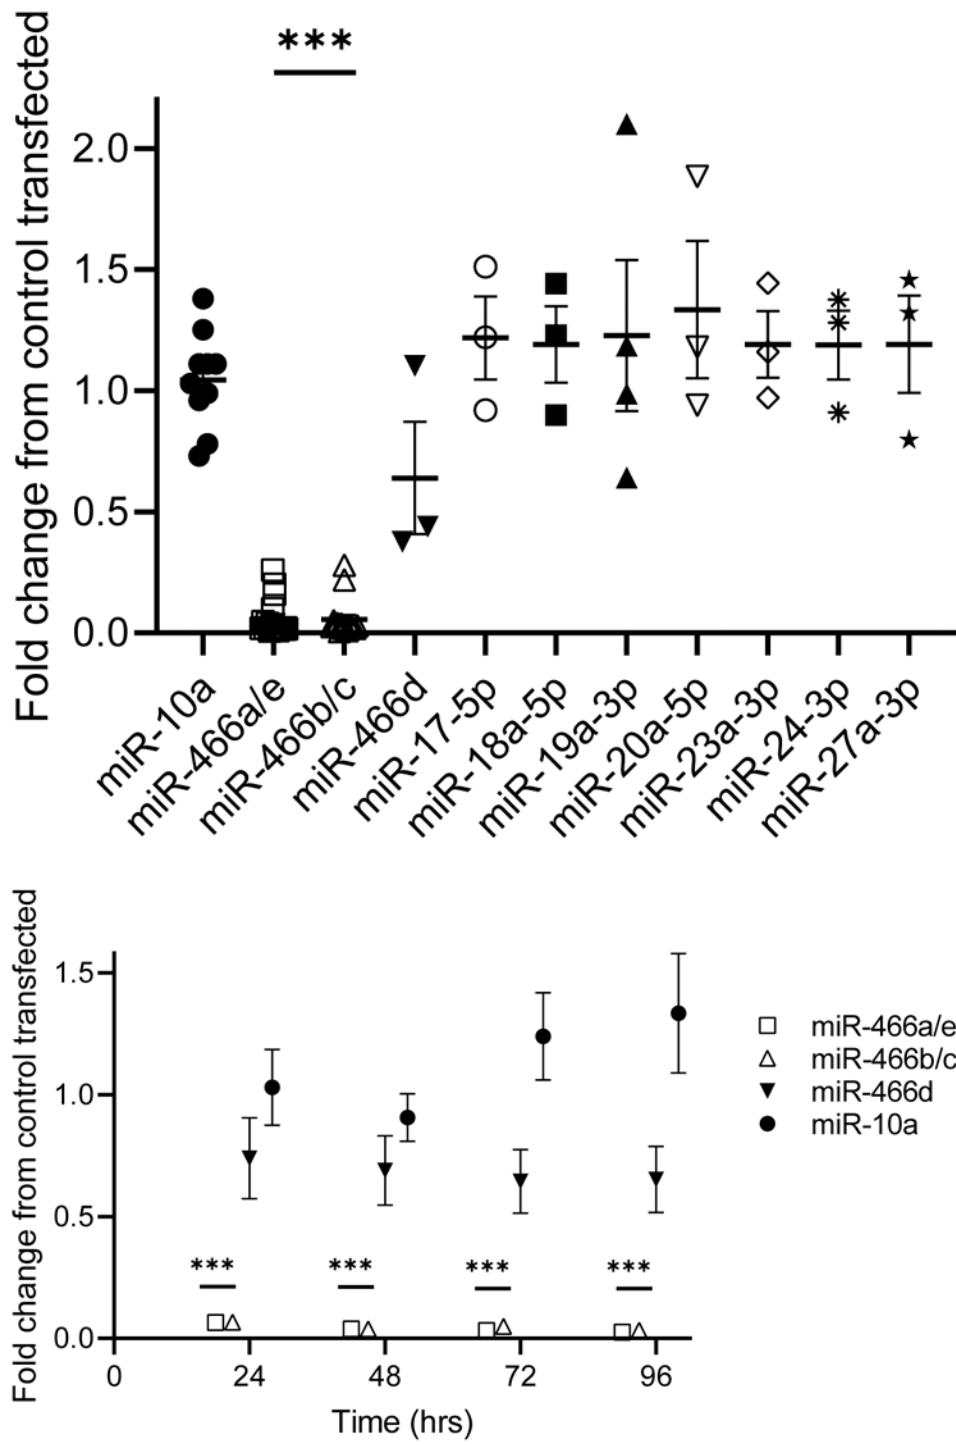 Fold change from control transfected
***
2.0
1.5
1.0
0.5
0.0
miR-10a
miR-466a/e
miR-466b/c
miR-466d
miR-17-5p
miR-18a-5p
miR-19a-3p
miR-20a-5p
miR-23a-3p
miR-24-3p
miR-27a-3p
Fold change from control transfected
1.5
1.0
0.5
0.0
*** *** *** ***
0 24 48 72 96
Time (hrs)
miR-466a/e
miR-466b/c
miR-466d
miR-10a